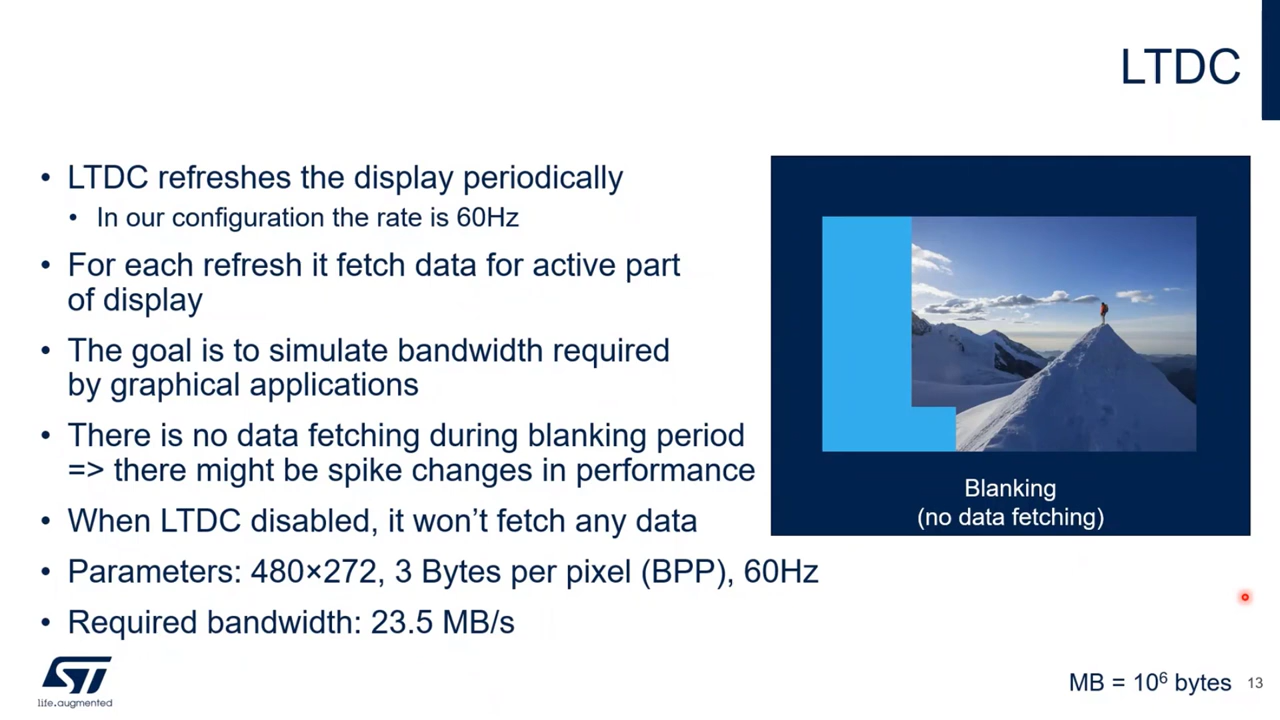 LTDC
• LTDC refreshes the display periodically
• In our configuration the rate is 60Hz
• For each refresh it fetch data for active part
of display
• The goal is to simulate bandwidth required
by graphical applications
• There is no data fetching during blanking period
=> there might be spike changes in performance
• When LTDC disabled, it won’t fetch any data
• Parameters: 480×272, 3 Bytes per pixel (BPP), 60Hz
• Required bandwidth: 23.5 MB/s
Blanking
(no data fetching)
ST
life.augmented
MB = 10⁶ bytes
13